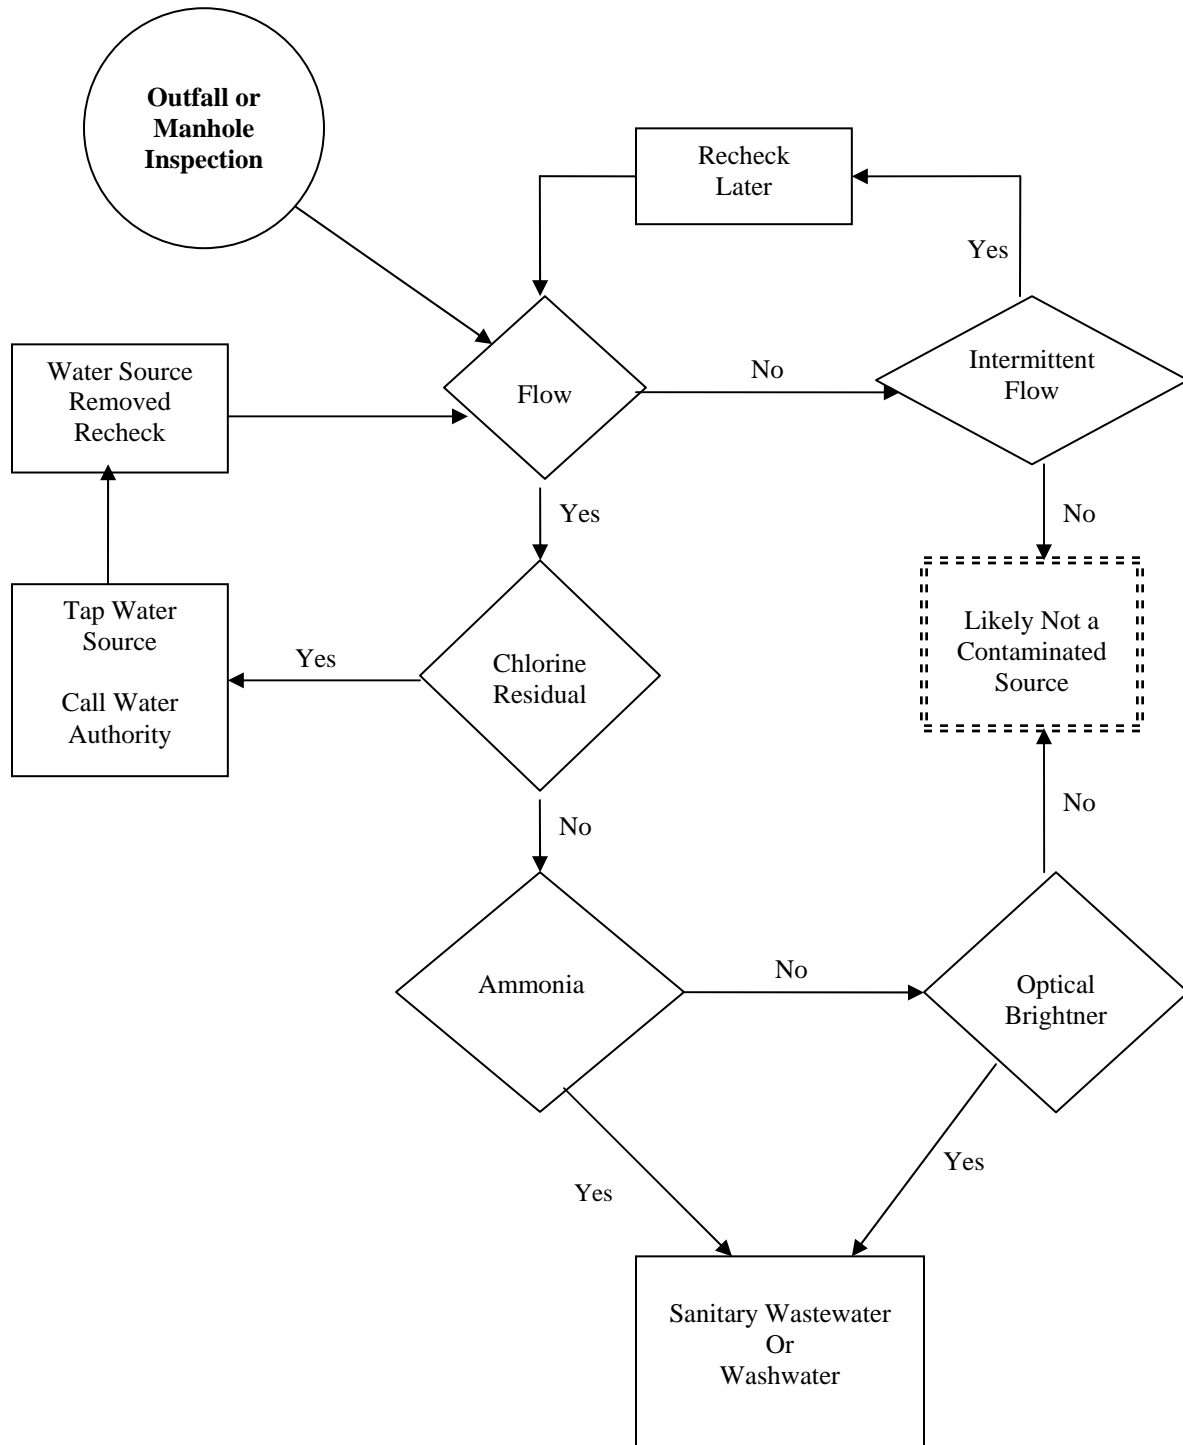 Outfall or
Manhole
Inspection
Recheck
Later
Yes
Water Source
Removed
Recheck
Flow
No
Intermittent
Flow
Yes
No
Tap Water
Source
Call Water
Authority
Yes
Chlorine
Residual
Likely Not a
Contaminated
Source
No
No
Ammonia
No
Optical
Brightner
Yes
Yes
Sanitary Wastewater
Or
Washwater